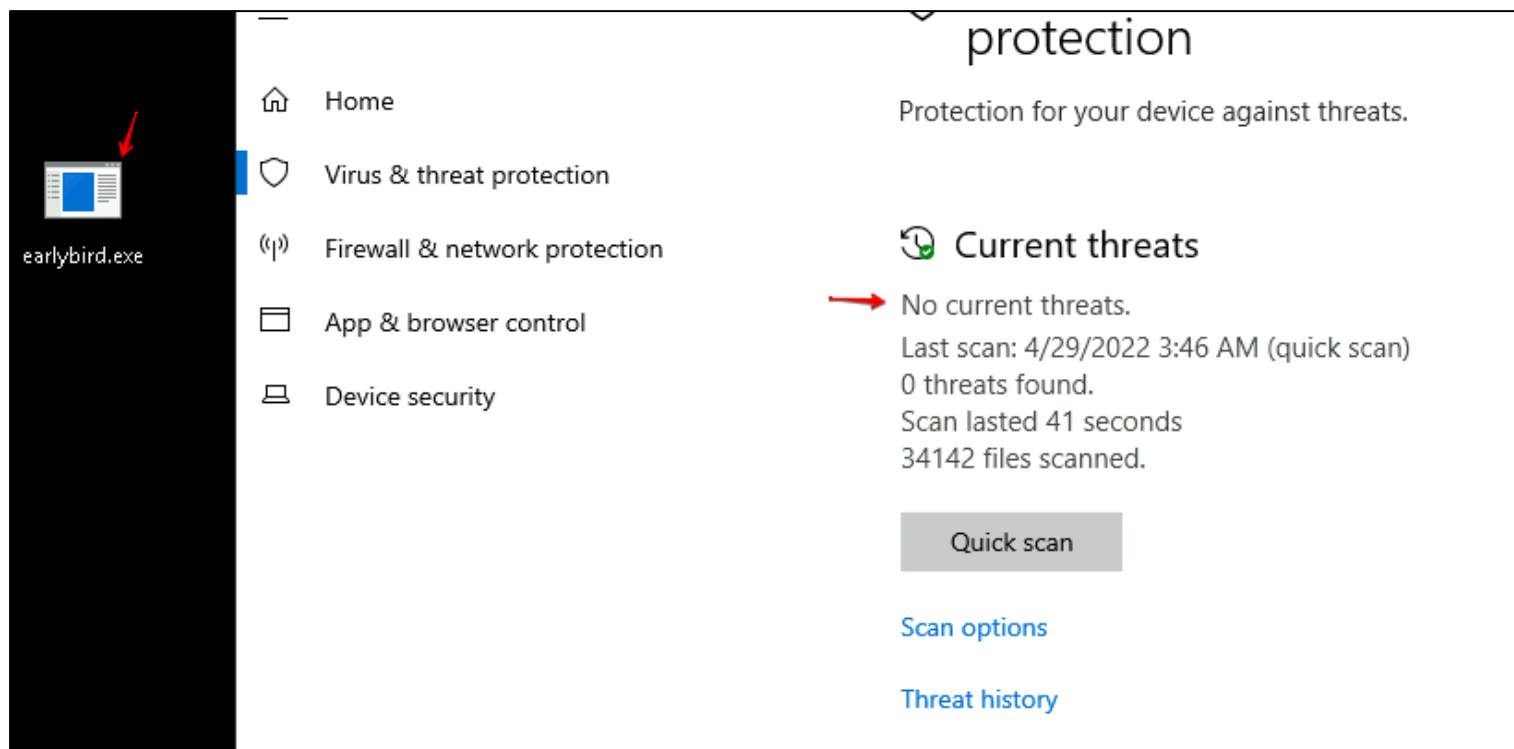 earlybird.exe
Home
Virus & threat protection
Firewall & network protection
App & browser control
Device security
protection
Protection for your device against threats.
Current threats
No current threats.
Last scan: 4/29/2022 3:46 AM (quick scan)
0 threats found.
Scan lasted 41 seconds
34142 files scanned.
Quick scan
Scan options
Threat history